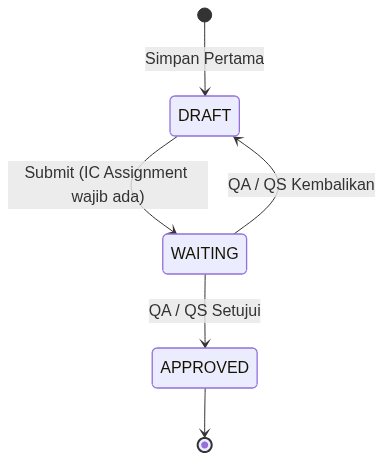 Simpan Pertama
DRAFT
Submit (IC Assignment
wajib ada)
QA / QS Kembalikan
WAITING
QA / QS Setujui
APPROVED